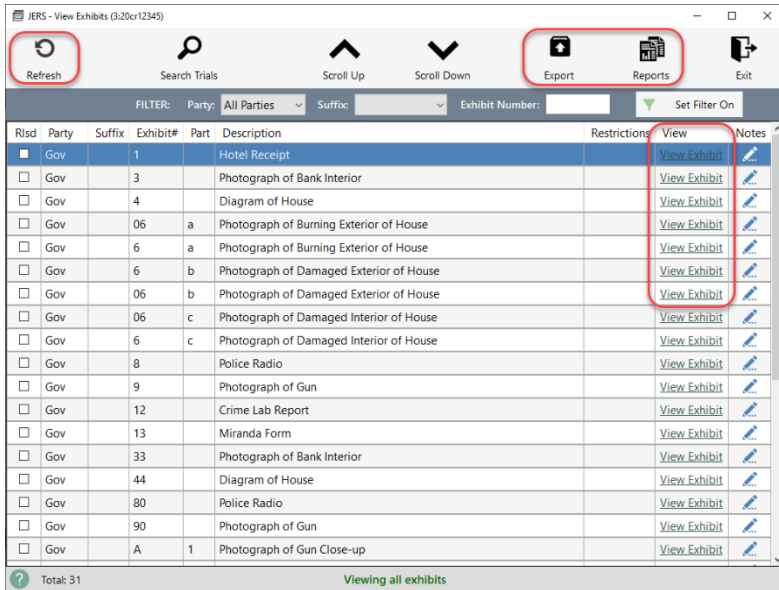 JERS - View Exhibits (3:20cr12345)
Refresh Search Trials Scroll Up Scroll Down Export Reports Exit
FILTER: Party: All Parties Suffix: Exhibit Number: Set Filter On
Rlsd Party Suffix Exhibit# Part Description Restrictions View Notes
Gov 1 Hotel Receipt View Exhibit
Gov 3 Photograph of Bank Interior View Exhibit
Gov 4 Diagram of House View Exhibit
Gov 06 a Photograph of Burning Exterior of House View Exhibit
Gov 6 a Photograph of Burning Exterior of House View Exhibit
Gov 6 b Photograph of Damaged Exterior of House View Exhibit
Gov 06 b Photograph of Damaged Exterior of House View Exhibit
Gov 06 c Photograph of Damaged Interior of House View Exhibit
Gov 6 c Photograph of Damaged Interior of House View Exhibit
Gov 8 Police Radio View Exhibit
Gov 9 Photograph of Gun View Exhibit
Gov 12 Crime Lab Report View Exhibit
Gov 13 Miranda Form View Exhibit
Gov 33 Photograph of Bank Interior View Exhibit
Gov 44 Diagram of House View Exhibit
Gov 80 Police Radio View Exhibit
Gov 90 Photograph of Gun View Exhibit
Gov A 1 Photograph of Gun Close-up View Exhibit
? Total: 31 Viewing all exhibits